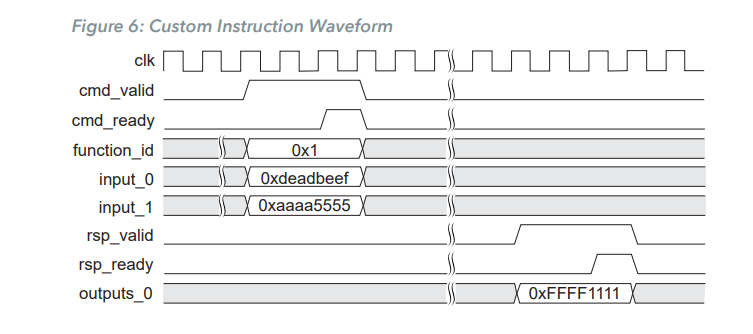 Figure 6: Custom Instruction Waveform
clk
cmd_valid
cmd_ready
function_id 0x1
input_0 0xdeadbeef
input_1 0xaaaa5555
rsp_valid
rsp_ready
outputs_0 0xFFFF1111